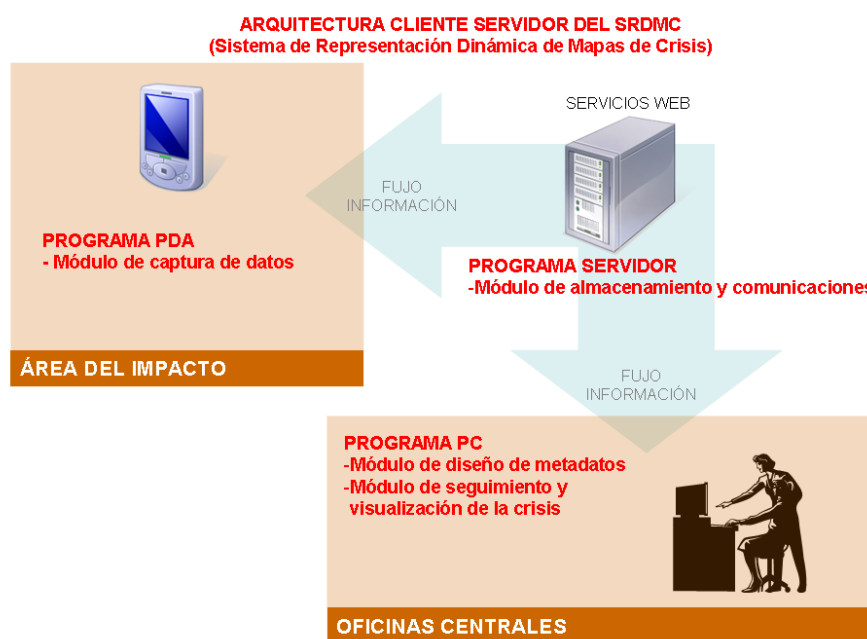 ARQUITECTURA CLIENTE SERVIDOR DEL SRDMC
(Sistema de Representación Dinámica de Mapas de Crisis)
SERVICIOS WEB
FUJO
INFORMACIÓN
PROGRAMA PDA
- Módulo de captura de datos
PROGRAMA SERVIDOR
-Módulo de almacenamiento y comunicaciones
ÁREA DEL IMPACTO
FUJO
INFORMACIÓN
PROGRAMA PC
-Módulo de diseño de metadatos
-Módulo de seguimiento y
visualización de la crisis
OFICINAS CENTRALES